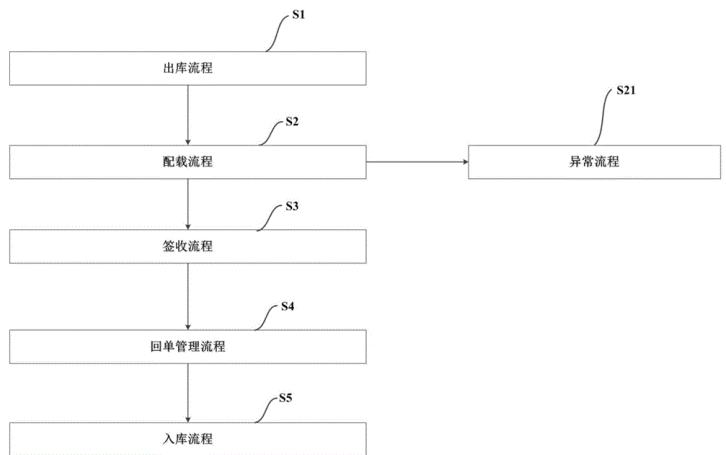 S1
出库流程
S2
配载流程
S21
异常流程
S3
签收流程
S4
回单管理流程
S5
入库流程